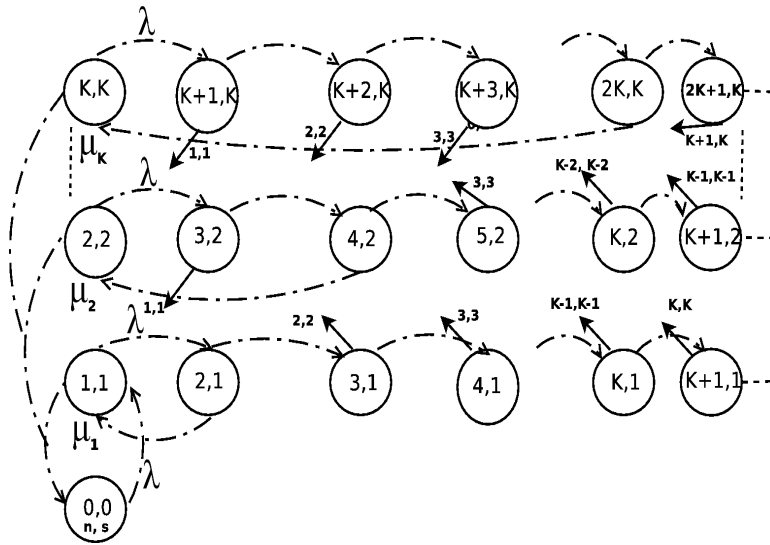 λ
K,K K+1,K K+2,K K+3,K 2K,K 2K+1,K
μK 1,1 2,2 3,3 K+1,K
λ 3,3 K-2, K-2 K-1, K-1
2,2 3,2 4,2 5,2 K,2 K+1,2
μ2 1,1
λ 2,2 3,3 K-1,K-1 K,K
1,1 2,1 3,1 4,1 K,1 K+1,1
μ1
λ
0,0
n, s